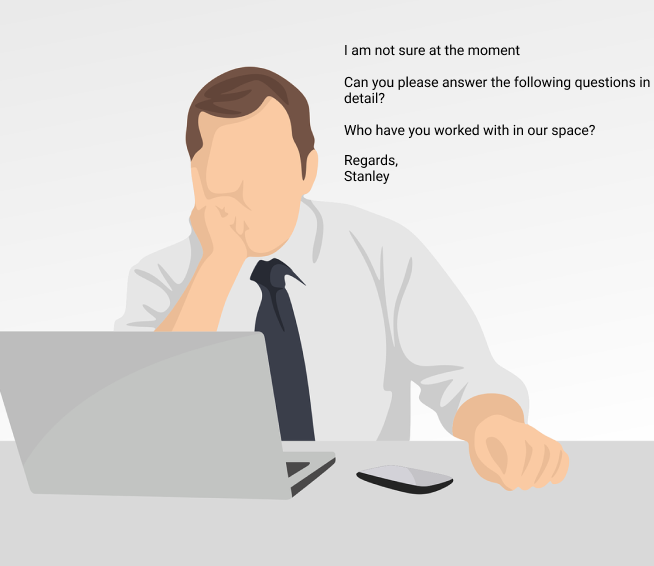 I am not sure at the moment
Can you please answer the following questions in
detail?
Who have you worked with in our space?
Regards,
Stanley